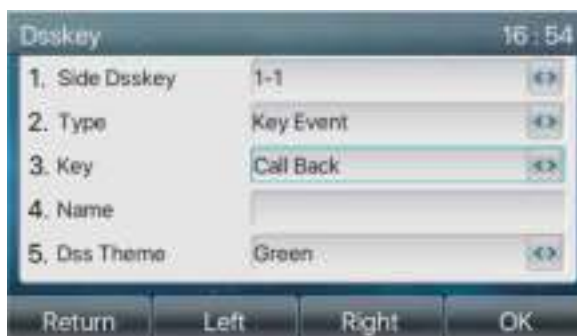 Dsskey 16:54
1. Side Dsskey 1-1
2. Type Key Event
3. Key Call Back
4. Name
5. Dss Theme Green
Return Left Right OK